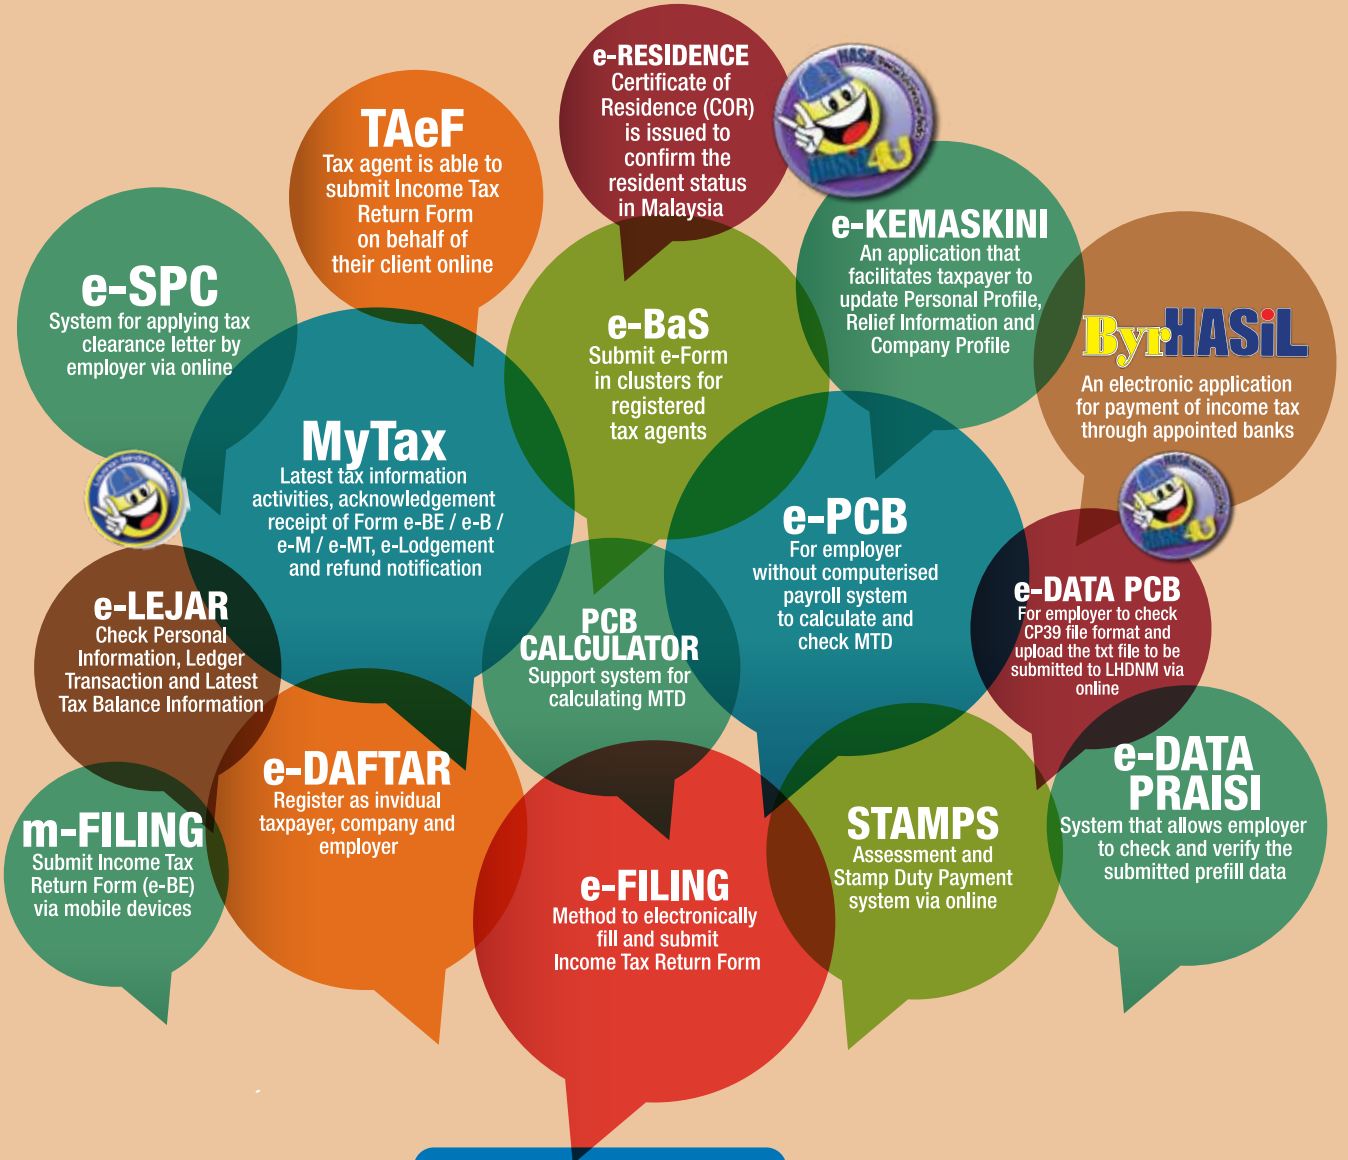 e-RESIDENCE
Certificate of
Residence (COR)
is issued to
confirm the
resident status
in Malaysia
TAeF
Tax agent is able to
submit Income Tax
Return Form
on behalf of
their client online
HASiL
HASiL4U
e-KEMASKINI
An application that
facilitates taxpayer to
update Personal Profile,
Relief Information and
Company Profile
e-SPC
System for applying tax
clearance letter by
employer via online
e-BaS
Submit e-Form
in clusters for
registered
tax agents
ByrHASiL
An electronic application
for payment of income tax
through appointed banks
MyTax
Latest tax information
activities, acknowledgement
receipt of Form e-BE / e-B /
e-M / e-MT, e-Lodgement
and refund notification
e-PCB
For employer
without computerised
payroll system
to calculate and
check MTD
HASiL
HASiL4U
e-DATA PCB
For employer to check
CP39 file format and
upload the txt file to be
submitted to LHDNM via
online
e-LEJAR
Check Personal
Information, Ledger
Transaction and Latest
Tax Balance Information
PCB
CALCULATOR
Support system for
calculating MTD
e-DATA
PRAISI
System that allows employer
to check and verify the
submitted prefill data
e-DAFTAR
Register as invidual
taxpayer, company and
employer
m-FILING
Submit Income Tax
Return Form (e-BE)
via mobile devices
STAMPS
Assessment and
Stamp Duty Payment
system via online
e-FILING
Method to electronically
fill and submit
Income Tax Return Form